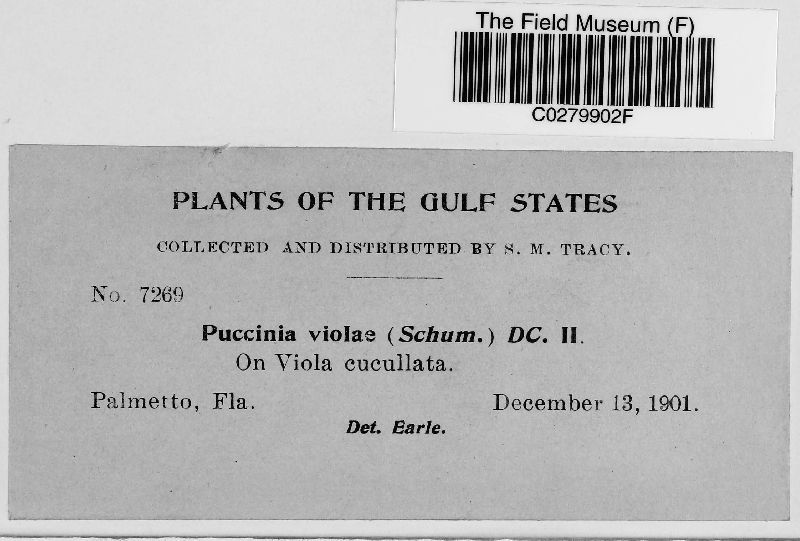 The Field Museum (F)
C0279902F
PLANTS OF THE GULF STATES
COLLECTED AND DISTRIBUTED BY S. M. TRACY.
No. 7269
Puccinia violae (Schum.) DC. II.
On Viola cucullata.
Palmetto, Fla. December 13, 1901.
Det. Earle.